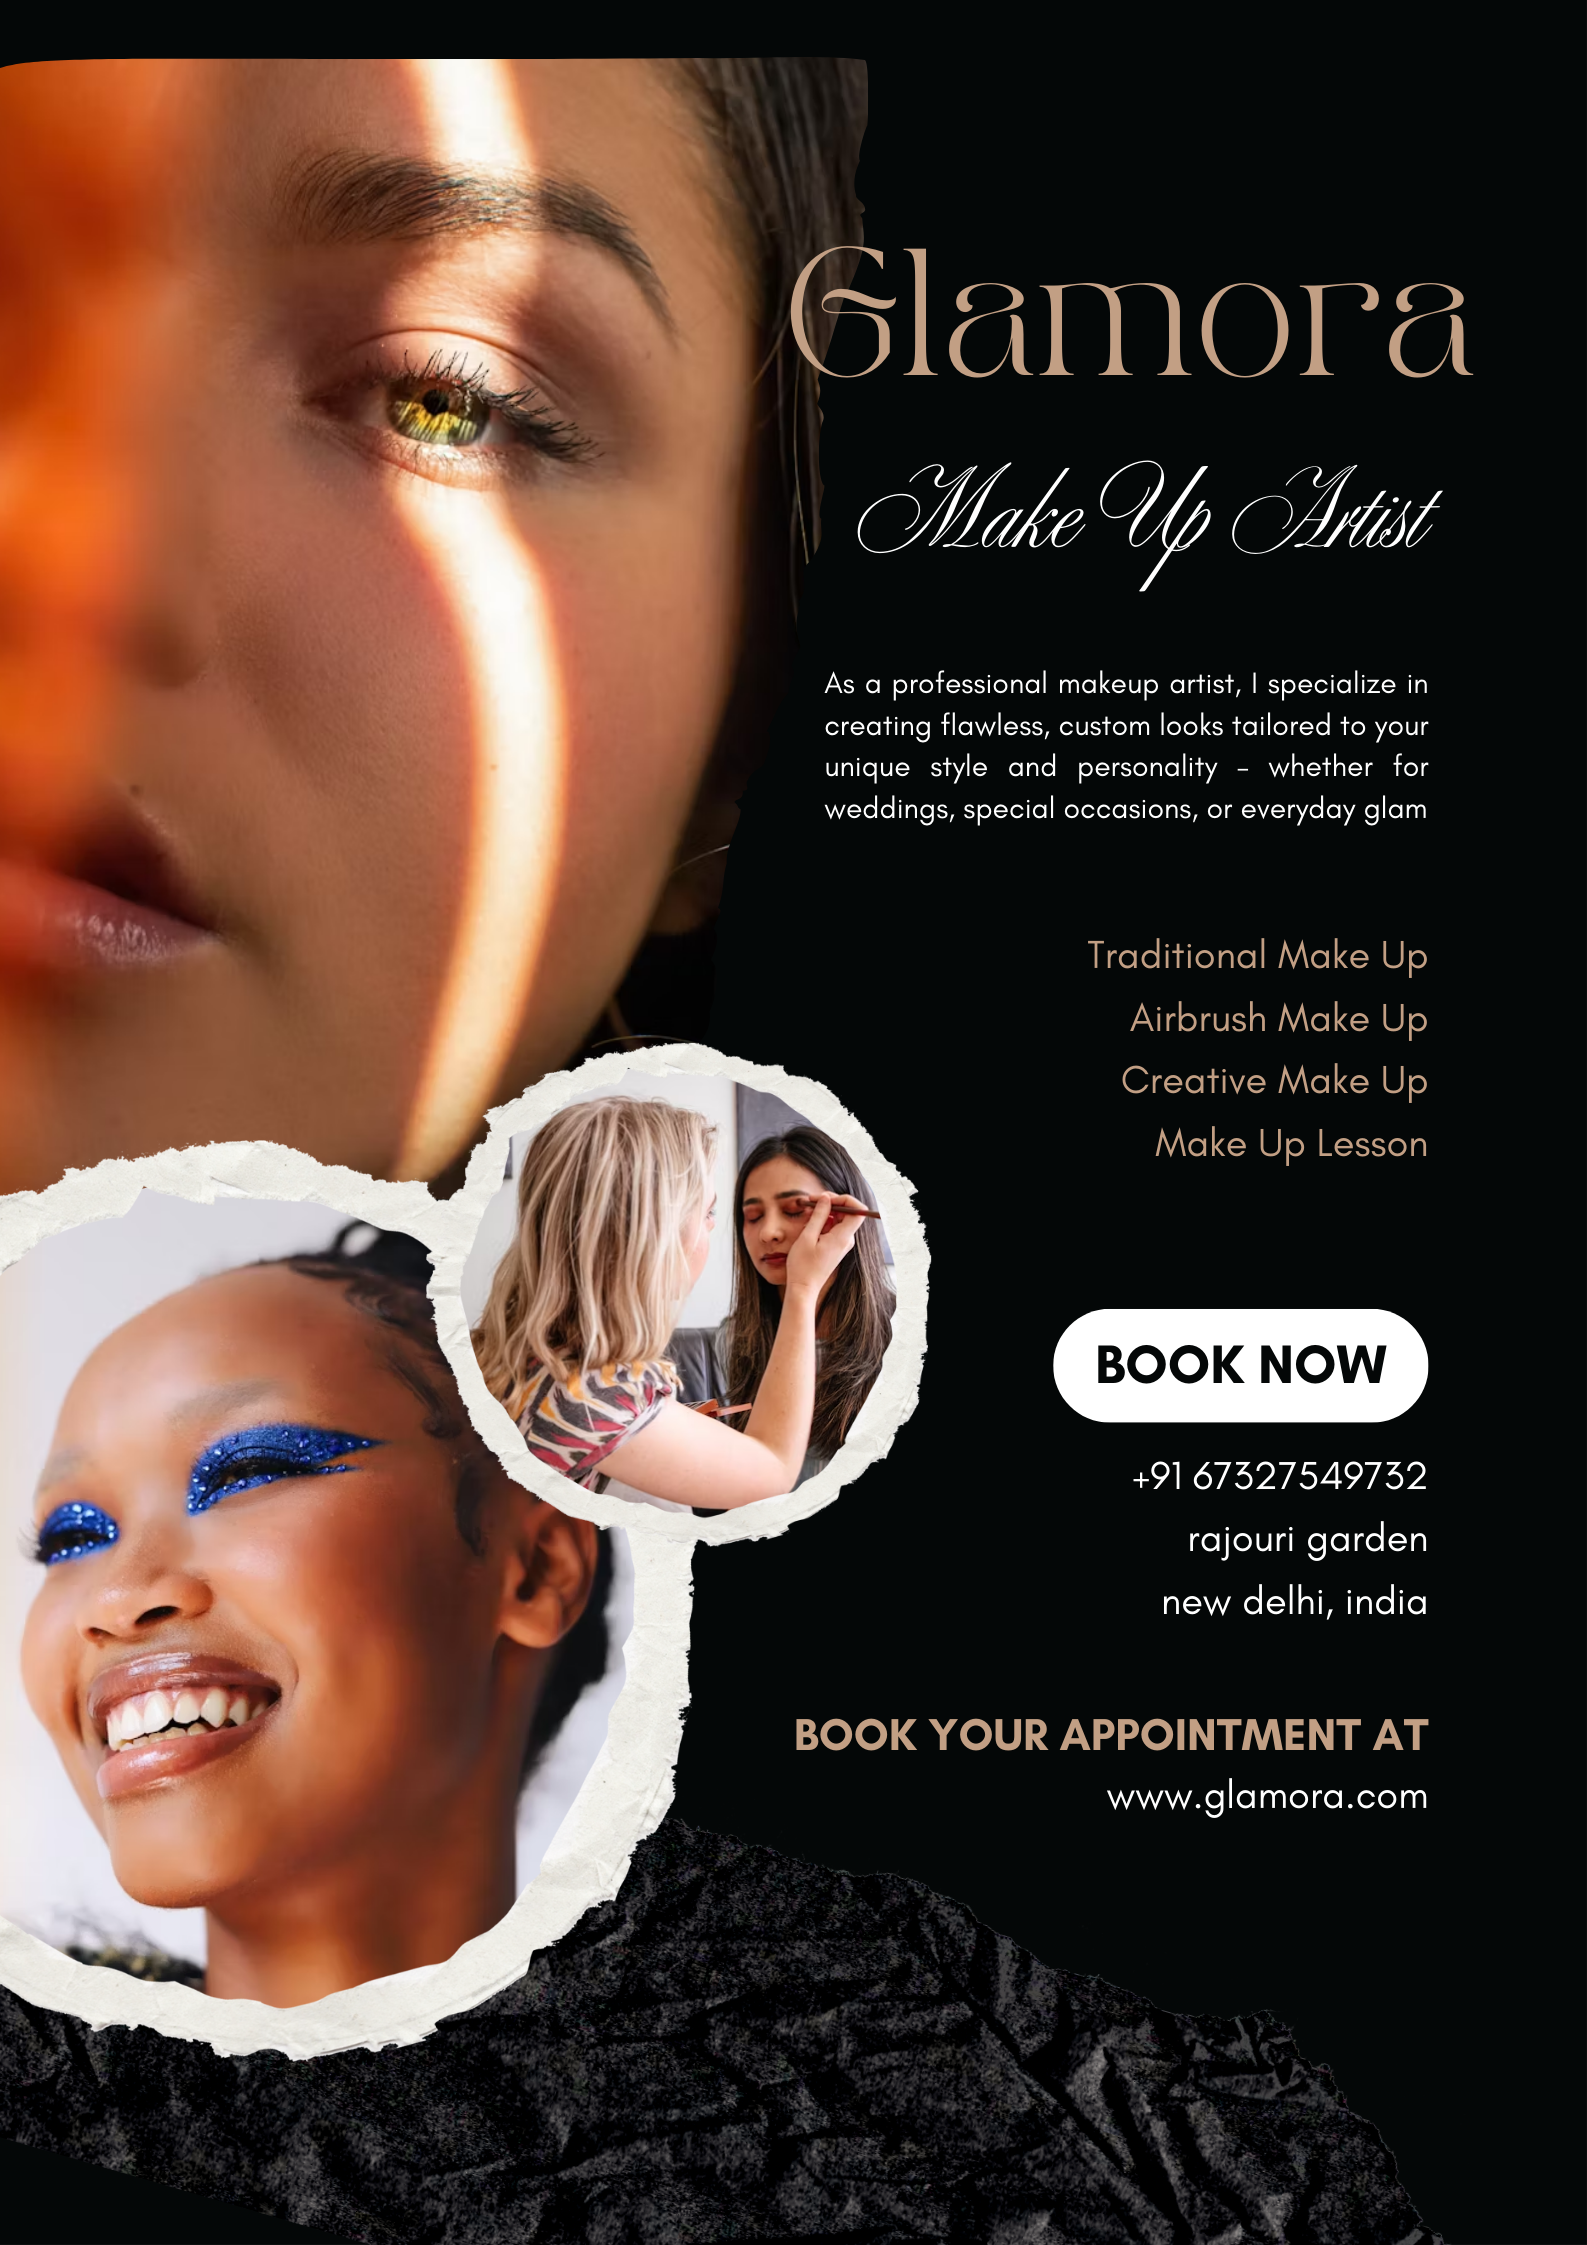 Glamora
Make Up Artist
As a professional makeup artist, I specialize in
creating flawless, custom looks tailored to your
unique style and personality – whether for
weddings, special occasions, or everyday glam
Traditional Make Up
Airbrush Make Up
Creative Make Up
Make Up Lesson
BOOK NOW
+91 67327549732
rajouri garden
new delhi, india
BOOK YOUR APPOINTMENT AT
www.glamora.com